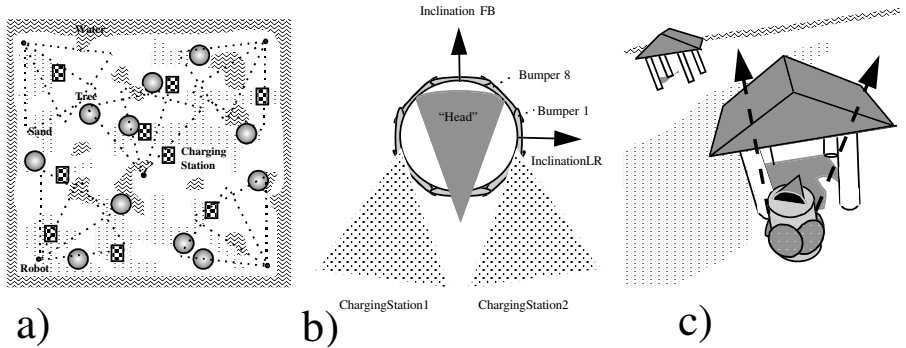 Water
Tree
Sand
Charging
Station
Robot
a)
Inclination FB
Bumper 8
Bumper 1
"Head"
InclinationLR
ChargingStation1
ChargingStation2
b)
c)